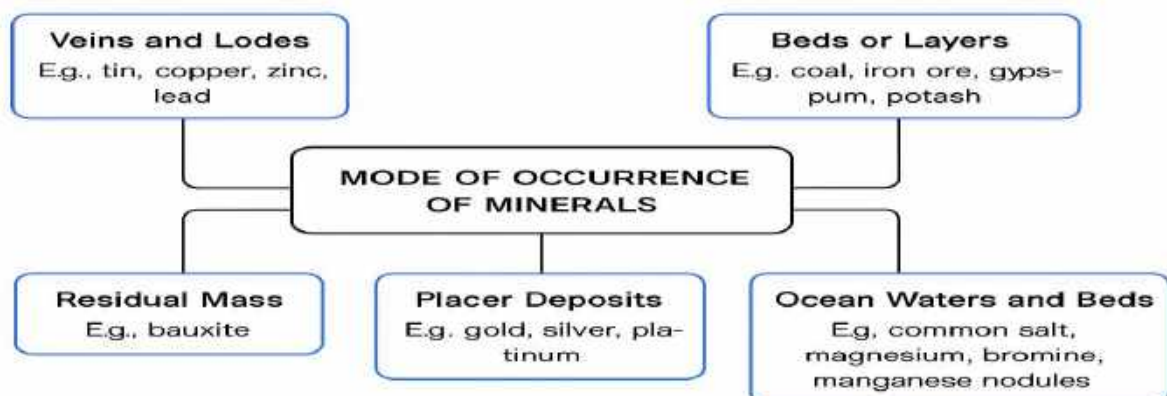 Veins and Lodes
E.g., tin, copper, zinc,
lead
Beds or Layers
E.g. coal, iron ore, gyps-
pum, potash
MODE OF OCCURRENCE
OF MINERALS
Residual Mass
E.g., bauxite
Placer Deposits
E.g. gold, silver, pla-
tinum
Ocean Waters and Beds
E.g, common salt,
magnesium, bromine,
manganese nodules